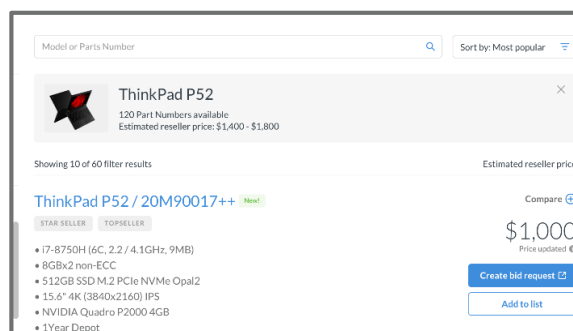 Model or Parts Number
Sort by: Most popular
ThinkPad P52
120 Part Numbers available
Estimated reseller price: $1,400 - $1,800
Showing 10 of 60 filter results
Estimated reseller price
ThinkPad P52 / 20M90017++ New!
Compare
STAR SELLER TOPSELLER
$1,000
Price updated
• i7-8750H (6C, 2.2 / 4.1GHz, 9MB)
• 8GBx2 non-ECC
• 512GB SSD M.2 PCIe NVMe Opal2
• 15.6" 4K (3840x2160) IPS
• NVIDIA Quadro P2000 4GB
• 1Year Depot
Create bid request
Add to list